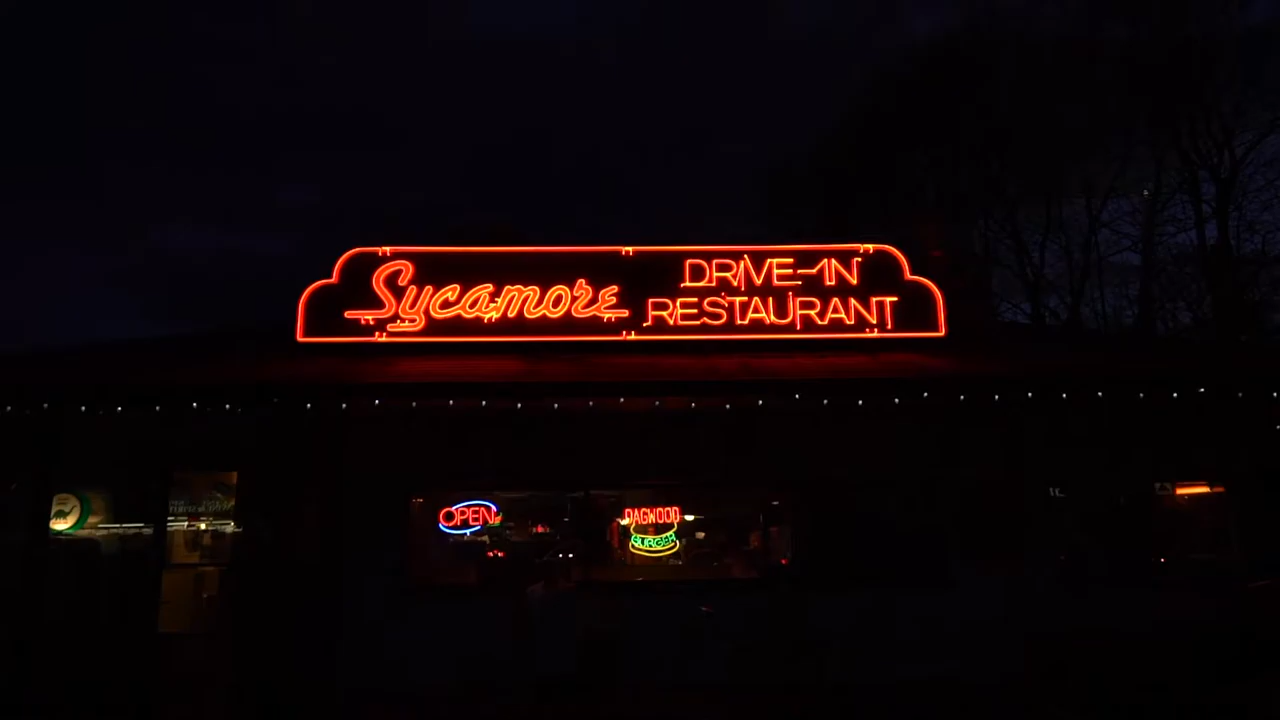 Sycamore
DRIVE-IN
RESTAURANT
OPEN
DAGWOOD
BURGER